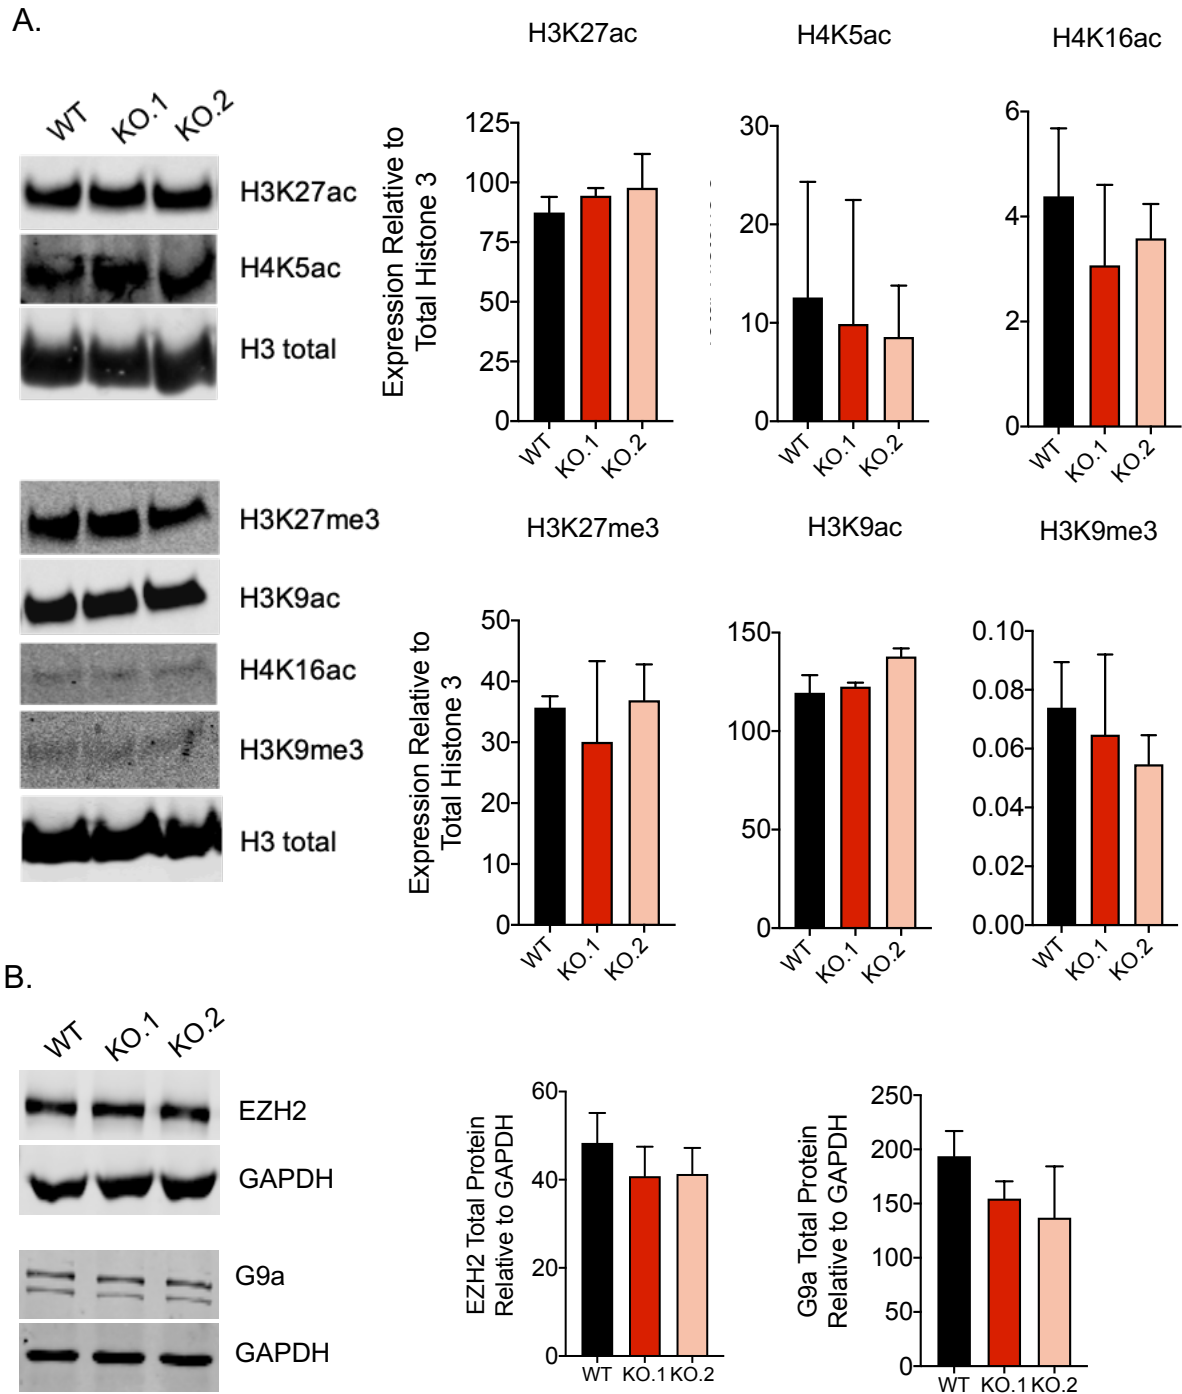 A.
WT KO.1 KO.2
H3K27ac
H4K5ac
H3 total
H3K27me3
H3K9ac
H4K16ac
H3K9me3
H3 total
H3K27ac
Expression Relative to
Total Histone 3
125
100
75
50
25
0
WT KO.1 KO.2
H4K5ac
30
20
10
0
WT KO.1 KO.2
H4K16ac
6
4
2
0
WT KO.1 KO.2
H3K27me3
Expression Relative to
Total Histone 3
50
40
30
20
10
0
WT KO.1 KO.2
H3K9ac
150
100
50
0
WT KO.1 KO.2
H3K9me3
0.10
0.08
0.06
0.04
0.02
0.00
WT KO.1 KO.2
B.
WT KO.1 KO.2
EZH2
GAPDH
G9a
GAPDH
EZH2 Total Protein
Relative to GAPDH
60
40
20
0
WT KO.1 KO.2
G9a Total Protein
Relative to GAPDH
250
200
150
100
50
0
WT KO.1 KO.2